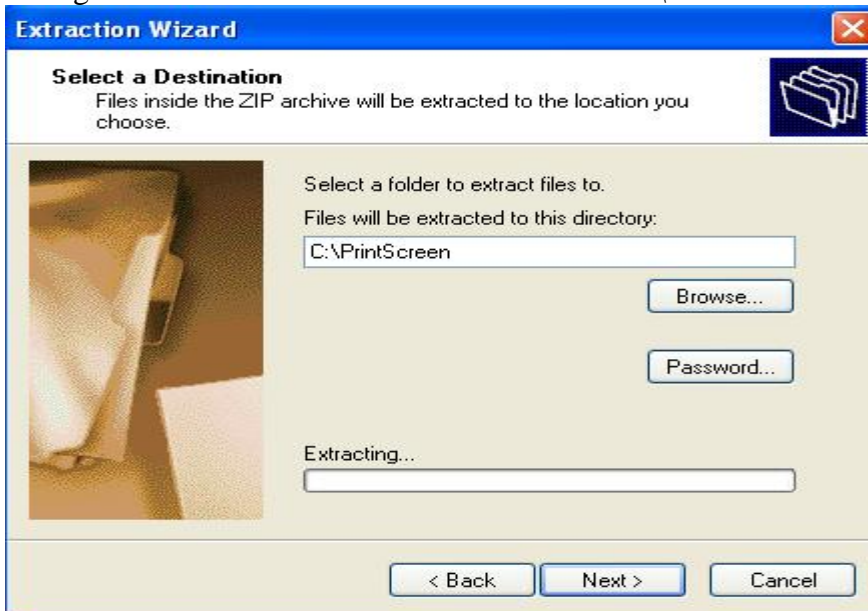 Extraction Wizard
Select a Destination
Files inside the ZIP archive will be extracted to the location you
choose.
Select a folder to extract files to.
Files will be extracted to this directory:
C:\PrintScreen
Browse...
Password...
Extracting...
< Back Next > Cancel